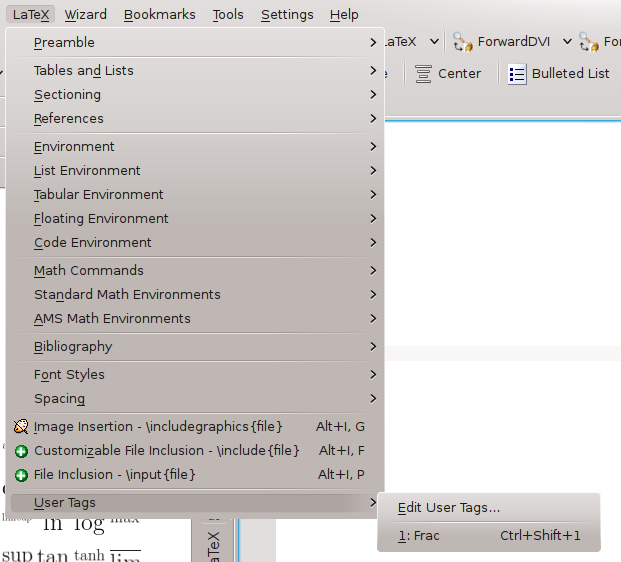 LaTeX Wizard Bookmarks Tools Settings Help
Preamble
LaTeX ForwardDVI
Tables and Lists
Center Bulleted List
Sectioning
References
Environment
List Environment
Tabular Environment
Floating Environment
Code Environment
Math Commands
Standard Math Environments
AMS Math Environments
Bibliography
Font Styles
Spacing
Image Insertion - \includegraphics{file} Alt+I, G
Customizable File Inclusion - \include{file} Alt+I, F
File Inclusion - \input{file} Alt+I, P
User Tags
Edit User Tags...
1: Frac Ctrl+Shift+1
limsup ln log max
sup tan tanh lim
LaTeX